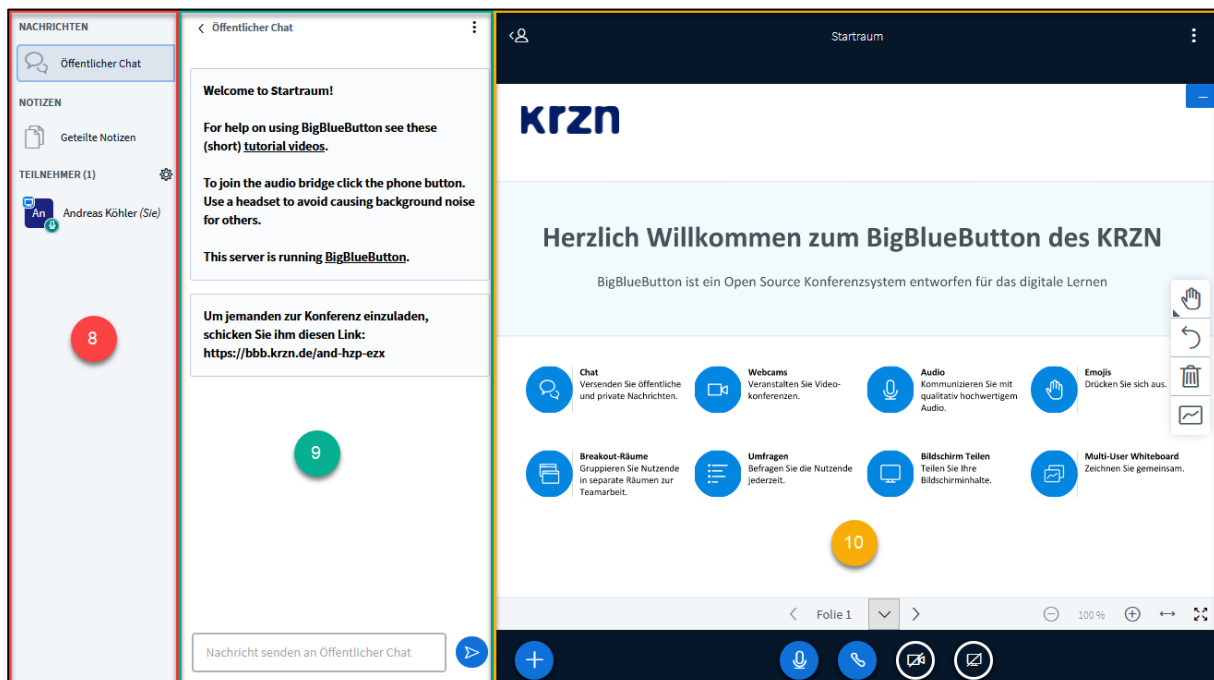 NACHRICHTEN
Öffentlicher Chat
NOTIZEN
Geteilte Notizen
TEILNEHMER (1)
An
Andreas Köhler (Sie)
8
Öffentlicher Chat
Welcome to Startraum!
For help on using BigBlueButton see these
(short) tutorial videos.
To join the audio bridge click the phone button.
Use a headset to avoid causing background noise
for others.
This server is running BigBlueButton.
Um jemanden zur Konferenz einzuladen,
schicken Sie ihm diesen Link:
https://bbb.krzn.de/and-hzp-ezx
9
Nachricht senden an Öffentlicher Chat
Startraum
krzn
Herzlich Willkommen zum BigBlueButton des KRZN
BigBlueButton ist ein Open Source Konferenzsystem entworfen für das digitale Lernen
Chat
Versenden Sie öffentliche
und private Nachrichten.
Webcams
Veranstalten Sie Video-
konferenzen.
Audio
Kommunizieren Sie mit
qualitativ hochwertigem
Audio.
Emojis
Drücken Sie sich aus.
Breakout-Räume
Gruppieren Sie Nutzende
in separate Räumen zur
Teamarbeit.
Umfragen
Befragen Sie die Nutzende
jederzeit.
Bildschirm Teilen
Teilen Sie Ihre
Bildschirminhalte.
Multi-User Whiteboard
Zeichnen Sie gemeinsam.
10
Folie 1
100 %